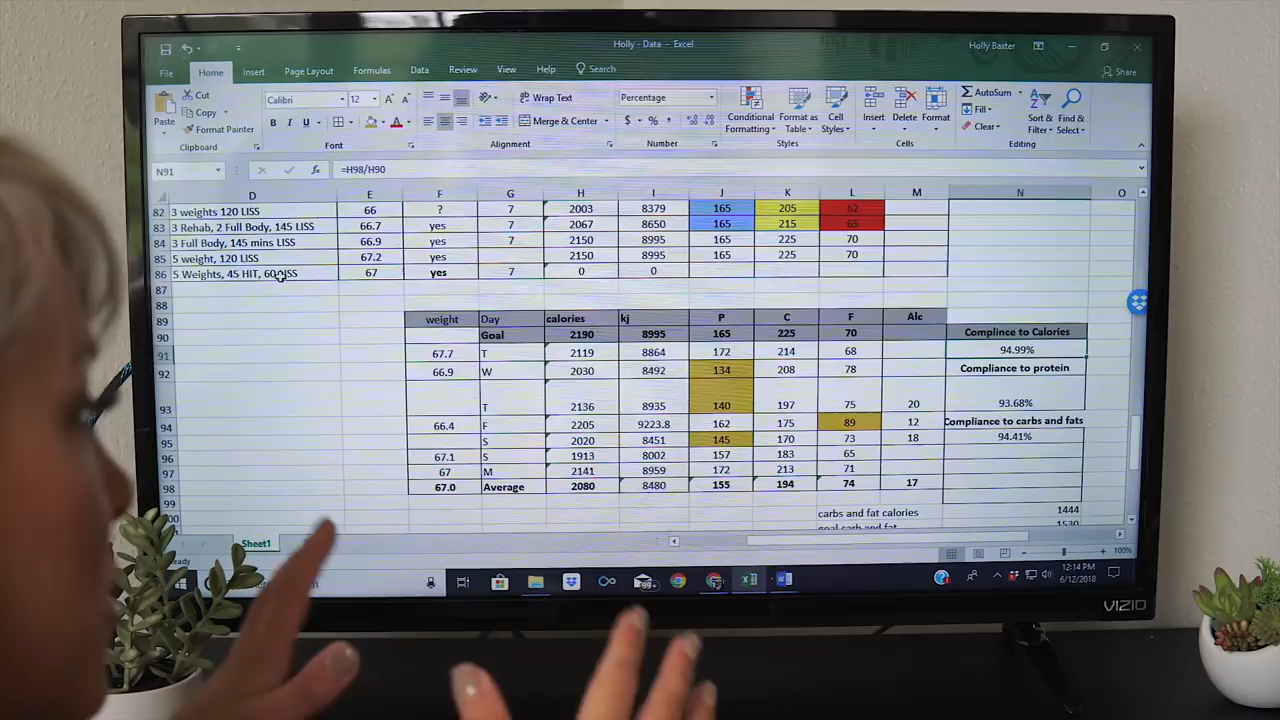 Holly - Data - Excel
Holly Baxter
File Home Insert Page Layout Formulas Data Review View Help Search Share
Cut
Copy
Format Painter
Paste
Clipboard
Calibri 12
B I U
Font
Wrap Text
Merge & Center
Alignment
Percentage
$ % ,
Number
Conditional Formatting
Format as Table
Cell Styles
Styles
Insert Delete Format
Cells
AutoSum
Fill
Clear
Sort & Filter
Find & Select
Editing
N91 fx =H98/H90
D E F G H I J K L M N O
82 3 weights 120 LISS 66 ? 7 2003 8379 165 205 62
83 3 Rehab, 2 Full Body, 145 LISS 66.7 yes 7 2067 8650 165 215 65
84 3 Full Body, 145 mins LISS 66.9 yes 7 2150 8995 165 225 70
85 5 weight, 120 LISS 67.2 yes 2150 8995 165 225 70
86 5 Weights, 45 HIT, 60 LISS 67 yes 7 0 0
87
88
89 weight Day calories kj P C F Alc
90 Goal 2190 8995 165 225 70 Complince to Calories
91 67.7 T 2119 8864 172 214 68 94.99%
92 66.9 W 2030 8492 134 208 78 Compliance to protein
93 T 2136 8935 140 197 75 20 93.68%
94 66.4 F 2205 9223.8 162 175 89 12 Compliance to carbs and fats
95 S 2020 8451 145 170 73 18 94.41%
96 67.1 S 1913 8002 157 183 65
97 67 M 2141 8959 172 213 71
98 67.0 Average 2080 8480 155 194 74 17
99
carbs and fat calories 1444
goal carb and fat 1530
Sheet1
100%
99+
12:14 PM
6/12/2018
VIZIO